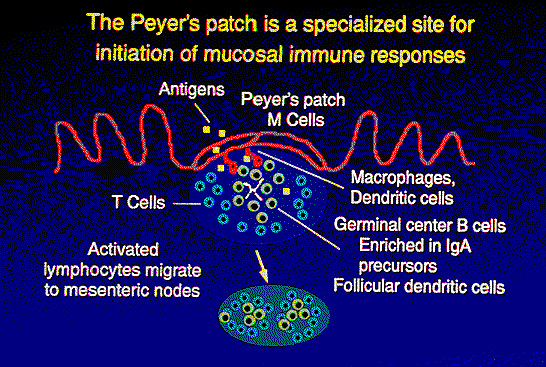 The Peyer's patch is a specialized site for
initiation of mucosal immune responses
Antigens
Peyer's patch
M Cells
Macrophages,
Dendritic cells
T Cells
Germinal center B cells
Enriched in IgA
precursors
Follicular dendritic cells
Activated
lymphocytes migrate
to mesenteric nodes